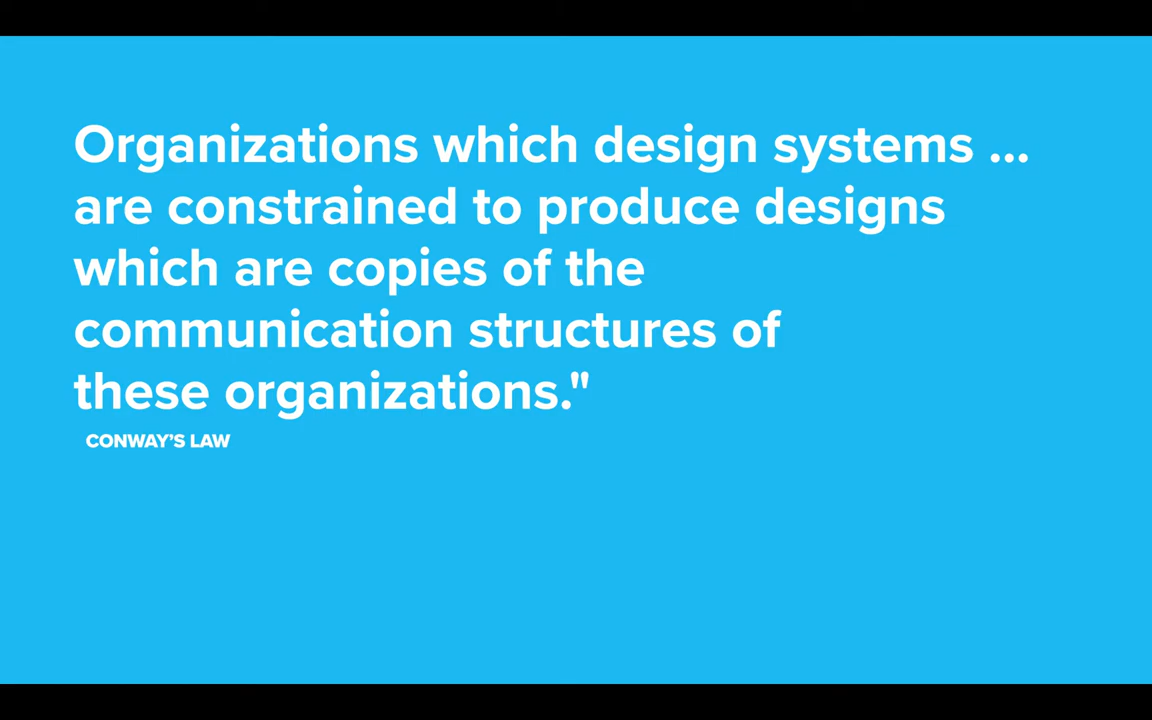 Organizations which design systems ...
are constrained to produce designs
which are copies of the
communication structures of
these organizations."
CONWAY’S LAW